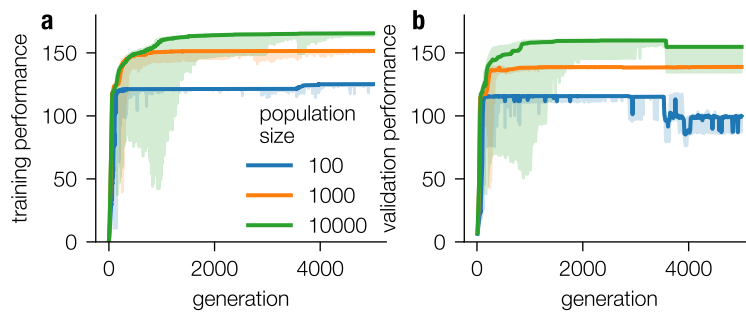 a
training performance
150
100
50
0
0
2000
4000
generation
population
size
100
1000
10000
b
validation performance
150
100
50
0
0
2000
4000
generation